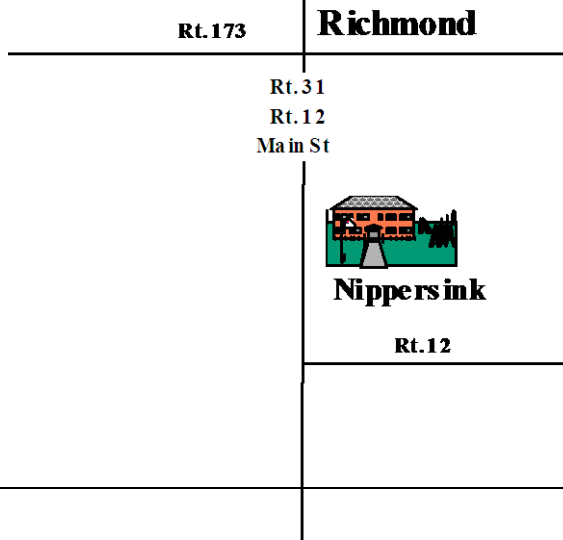 Richmond
Rt.173
Rt.31
Rt.12
Main St
Nippersink
Rt.12